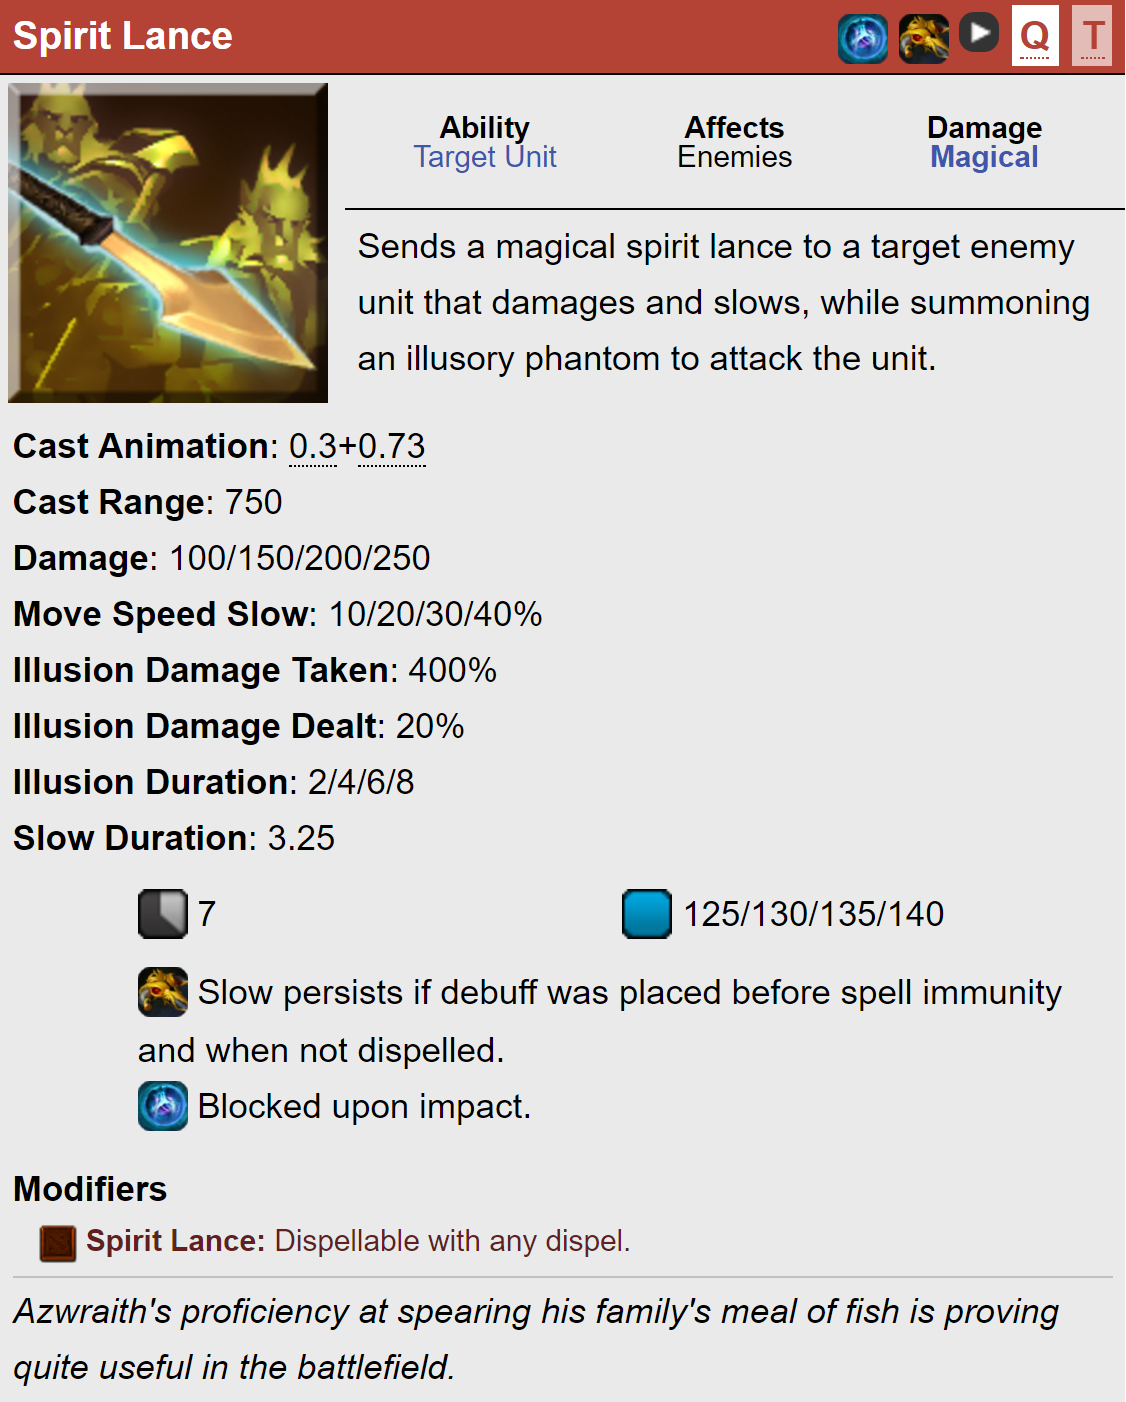 Spirit Lance
Q
T
Ability
Target Unit
Affects
Enemies
Damage
Magical
Sends a magical spirit lance to a target enemy
unit that damages and slows, while summoning
an illusory phantom to attack the unit.
Cast Animation: 0.3+0.73
Cast Range: 750
Damage: 100/150/200/250
Move Speed Slow: 10/20/30/40%
Illusion Damage Taken: 400%
Illusion Damage Dealt: 20%
Illusion Duration: 2/4/6/8
Slow Duration: 3.25
7
125/130/135/140
Slow persists if debuff was placed before spell immunity
and when not dispelled.
Blocked upon impact.
Modifiers
Spirit Lance: Dispellable with any dispel.
Azwraith's proficiency at spearing his family's meal of fish is proving
quite useful in the battlefield.